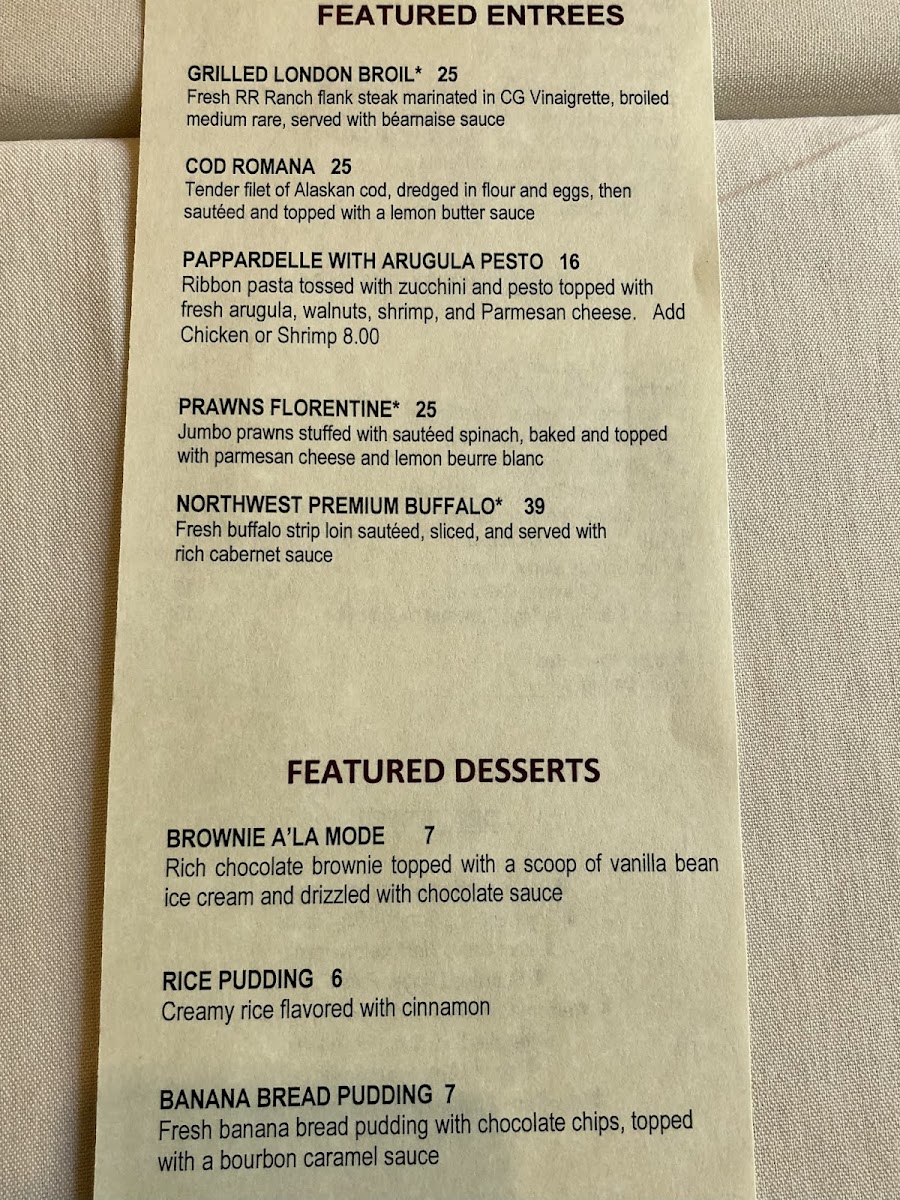 FEATURED ENTREES
GRILLED LONDON BROIL* 25
Fresh RR Ranch flank steak marinated in CG Vinaigrette, broiled
medium rare, served with béarnaise sauce
COD ROMANA 25
Tender filet of Alaskan cod, dredged in flour and eggs, then
sautéed and topped with a lemon butter sauce
PAPPARDELLE WITH ARUGULA PESTO 16
Ribbon pasta tossed with zucchini and pesto topped with
fresh arugula, walnuts, shrimp, and Parmesan cheese. Add
Chicken or Shrimp 8.00
PRAWNS FLORENTINE* 25
Jumbo prawns stuffed with sautéed spinach, baked and topped
with parmesan cheese and lemon beurre blanc
NORTHWEST PREMIUM BUFFALO* 39
Fresh buffalo strip loin sautéed, sliced, and served with
rich cabernet sauce
FEATURED DESSERTS
BROWNIE A'LA MODE 7
Rich chocolate brownie topped with a scoop of vanilla bean
ice cream and drizzled with chocolate sauce
RICE PUDDING 6
Creamy rice flavored with cinnamon
BANANA BREAD PUDDING 7
Fresh banana bread pudding with chocolate chips, topped
with a bourbon caramel sauce